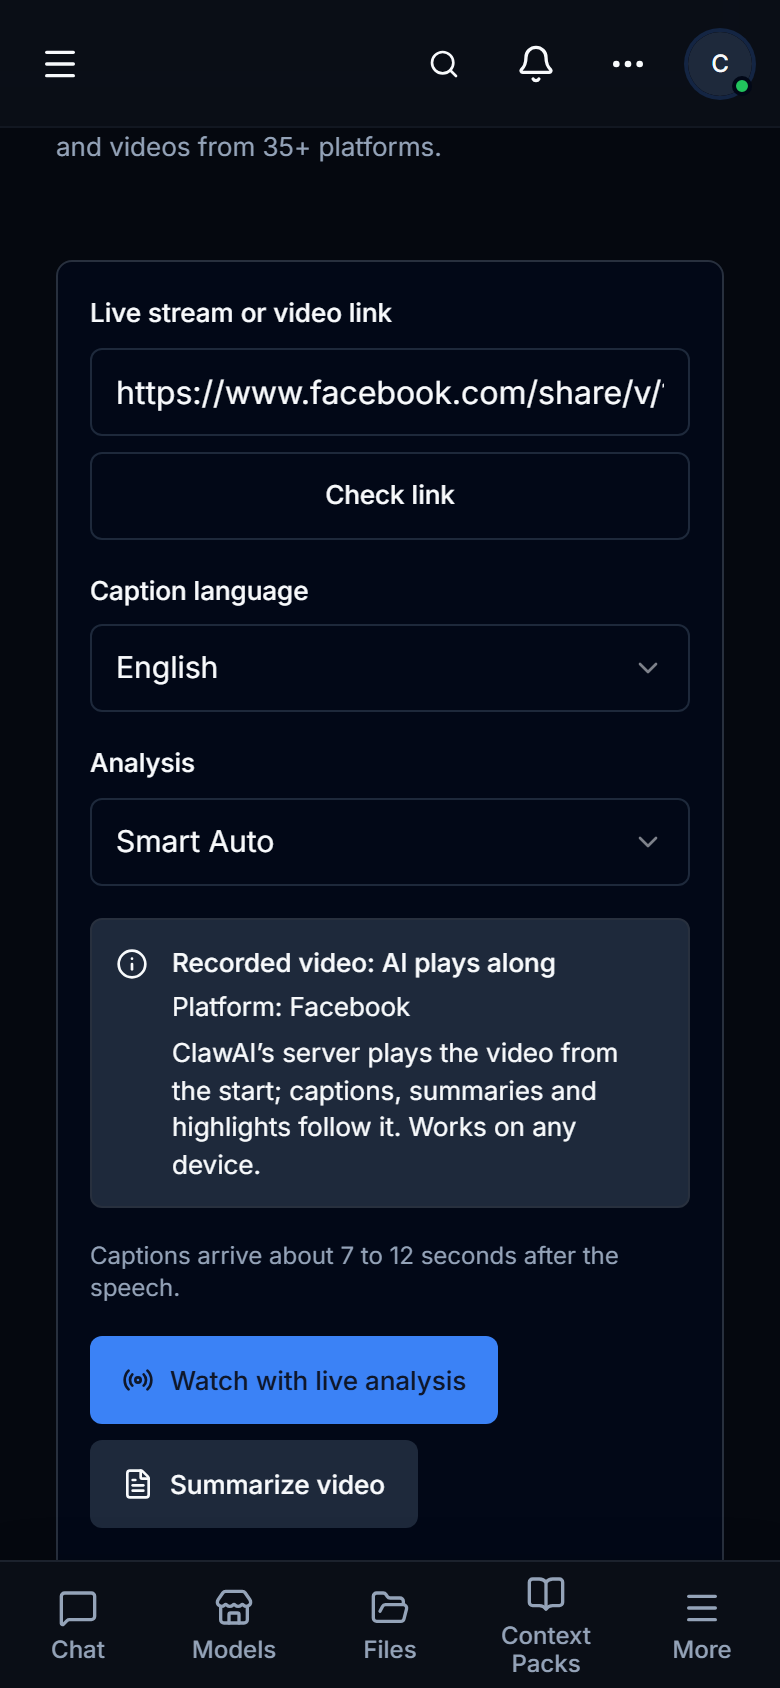 C
and videos from 35+ platforms.
Live stream or video link
https://www.facebook.com/share/v/
Check link
Caption language
English
Analysis
Smart Auto
Recorded video: AI plays along
Platform: Facebook
ClawAI’s server plays the video from
the start; captions, summaries and
highlights follow it. Works on any
device.
Captions arrive about 7 to 12 seconds after the
speech.
Watch with live analysis
Summarize video
Chat
Models
Files
Context
Packs
More